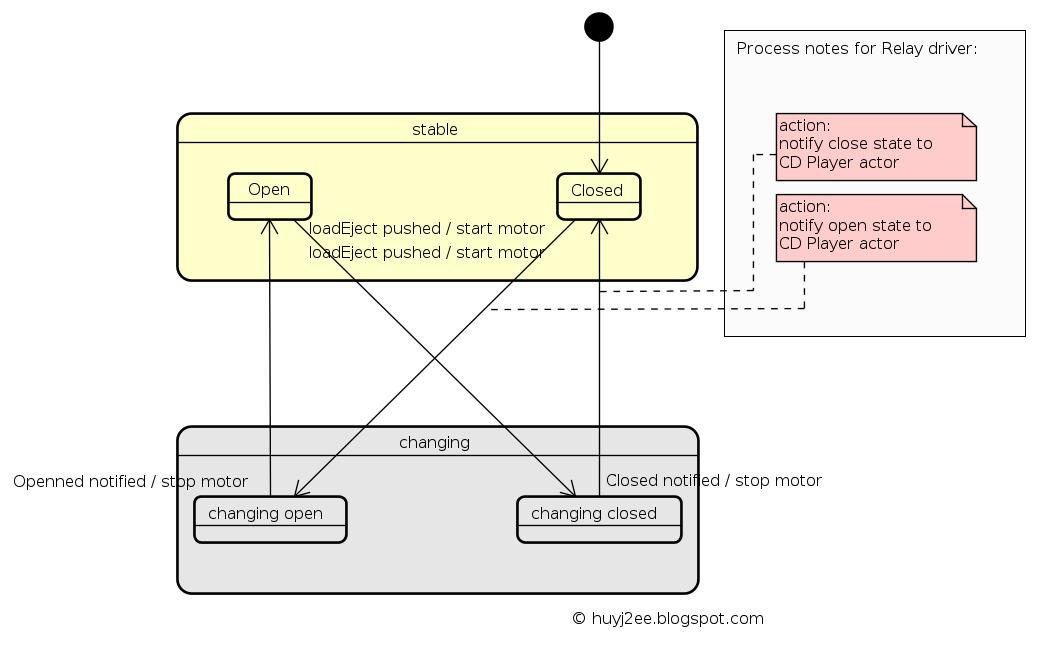 Process notes for Relay driver:
action:
notify close state to
CD Player actor
action:
notify open state to
CD Player actor
stable
Open
Closed
loadEject pushed / start motor
loadEject pushed / start motor
changing
Openned notified / stop motor
Closed notified / stop motor
changing open
changing closed
© huyj2ee.blogspot.com